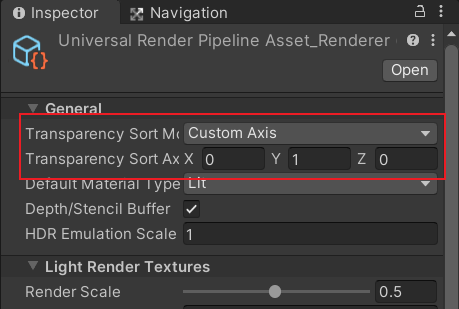 Inspector Navigation
Universal Render Pipeline Asset_Renderer
Open
General
Transparency Sort Mo Custom Axis
Transparency Sort Ax X 0 Y 1 Z 0
Default Material Type Lit
Depth/Stencil Buffer
HDR Emulation Scale 1
Light Render Textures
Render Scale 0.5